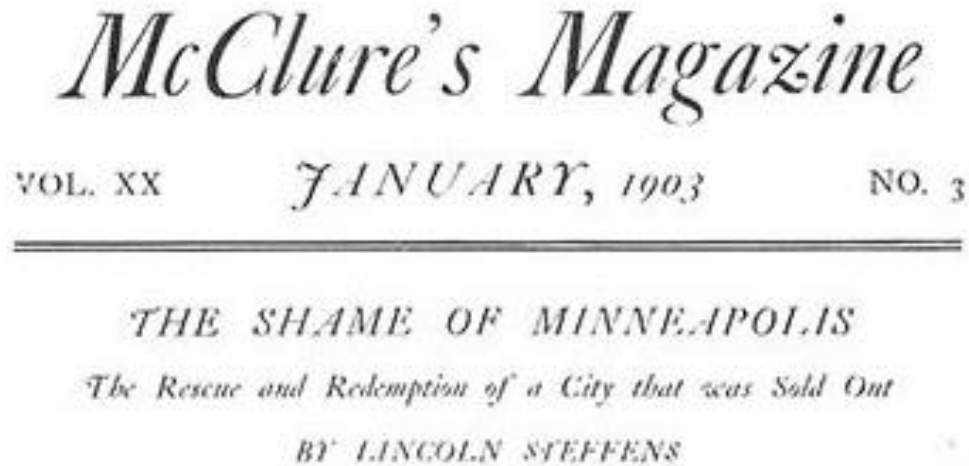 McClure's Magazine
VOL. XX JANUARY, 1903 NO. 3
THE SHAME OF MINNEAPOLIS
The Rescue and Redemption of a City that was Sold Out
BY LINCOLN STEFFENS